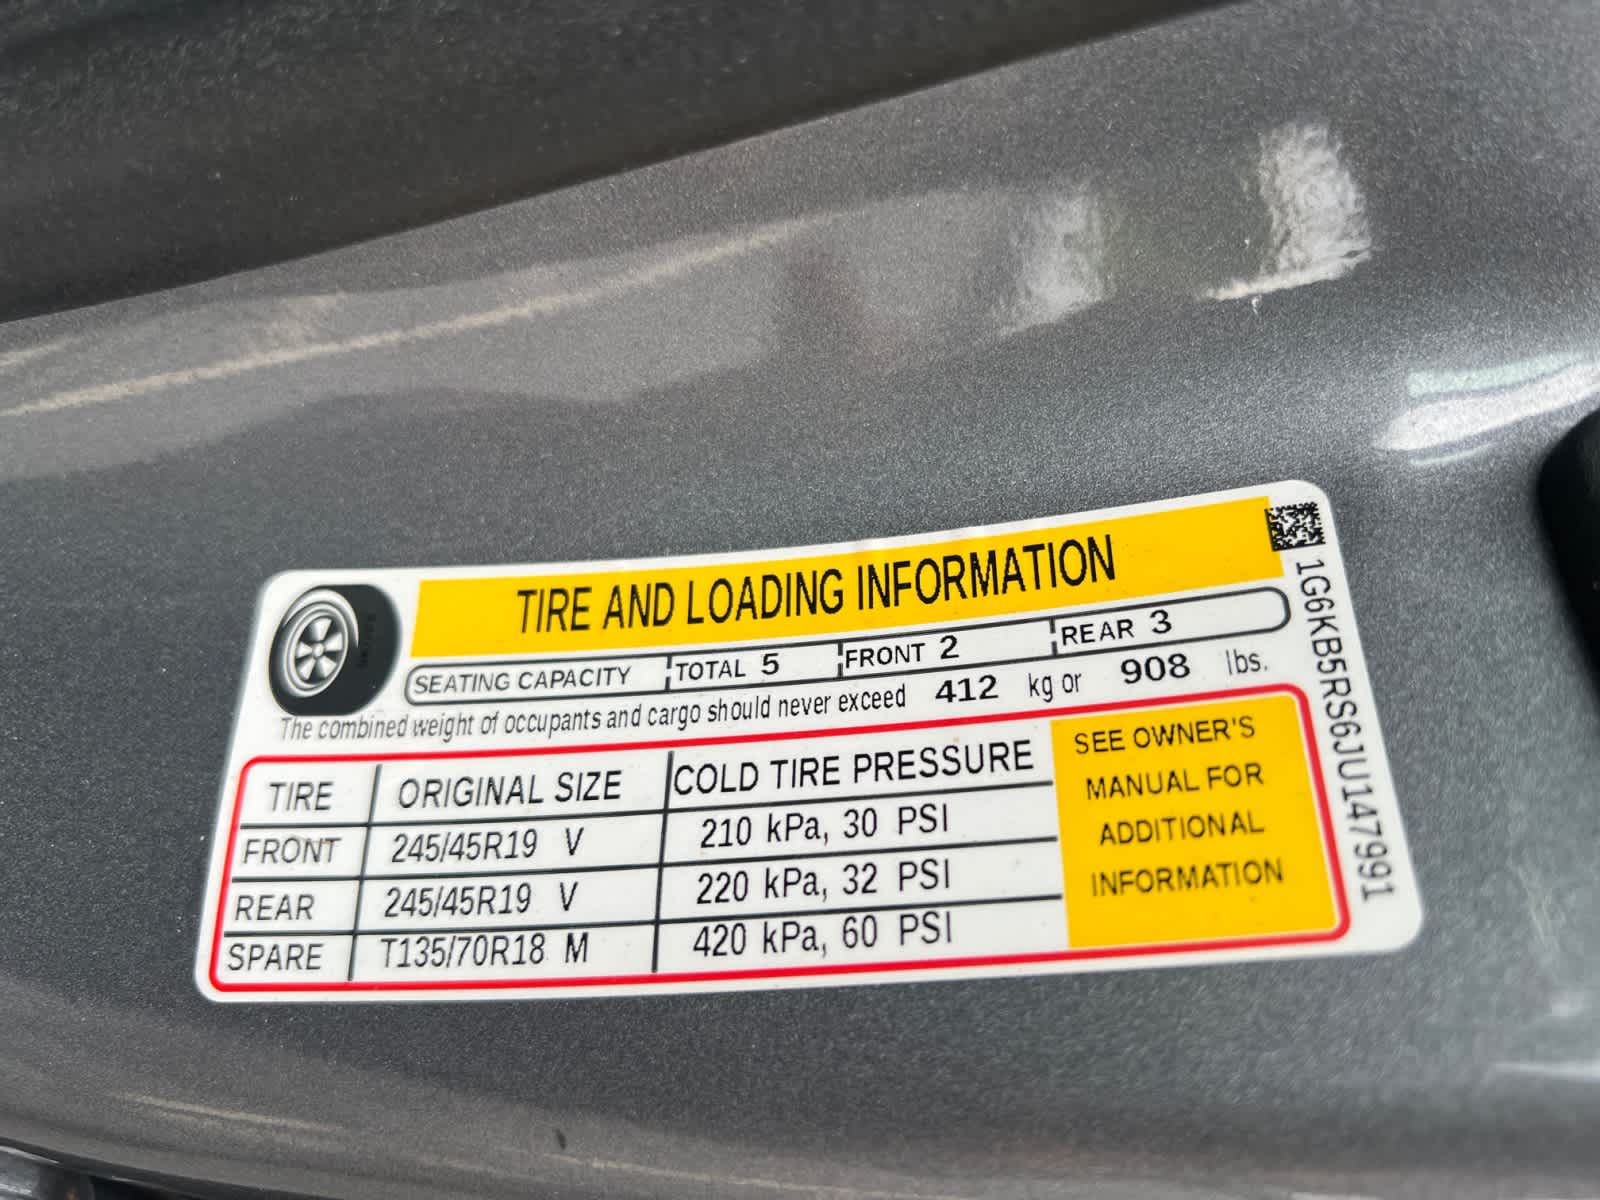 TIRE AND LOADING INFORMATION
SEATING CAPACITY TOTAL 5 FRONT 2 REAR 3
The combined weight of occupants and cargo should never exceed 412 kg or 908 lbs.
TIRE ORIGINAL SIZE COLD TIRE PRESSURE
FRONT 245/45R19 V 210 kPa, 30 PSI
REAR 245/45R19 V 220 kPa, 32 PSI
SPARE T135/70R18 M 420 kPa, 60 PSI
SEE OWNER'S
MANUAL FOR
ADDITIONAL
INFORMATION
1G6KB5RS6JU147991